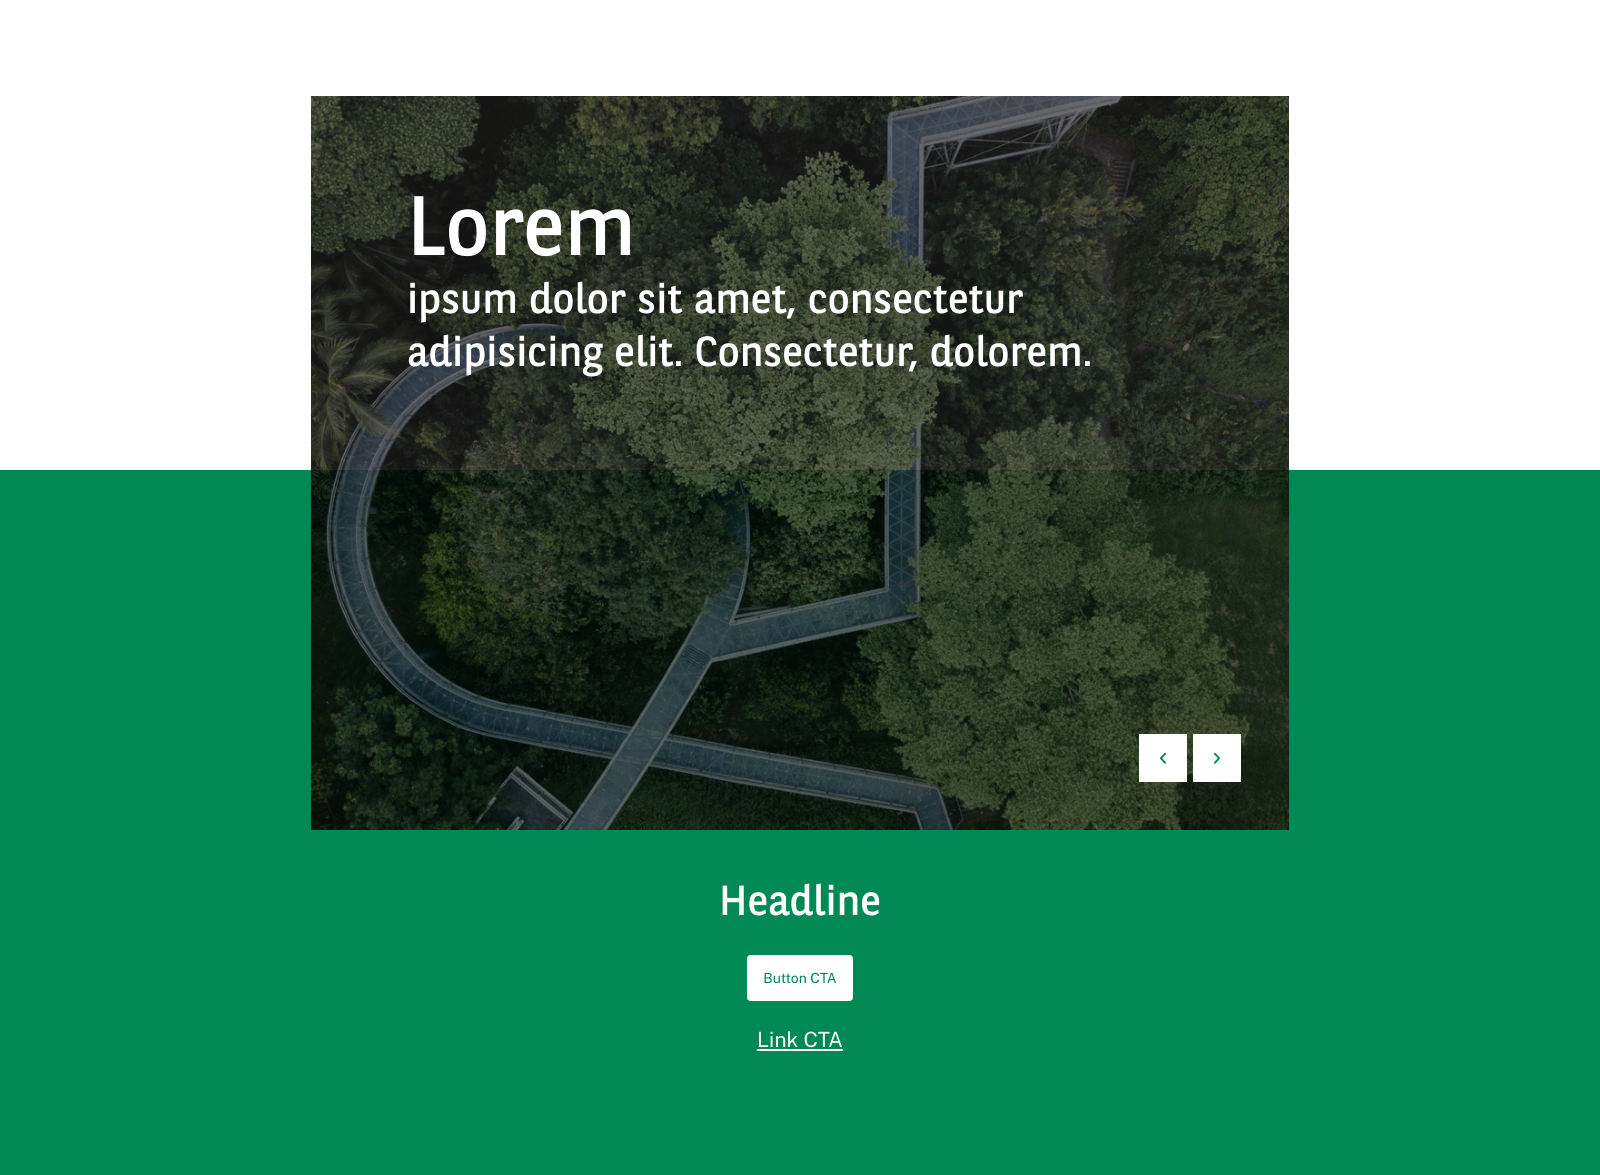 Lorem
ipsum dolor sit amet, consectetur
adipisicing elit. Consectetur, dolorem.
Headline
Button CTA
Link CTA